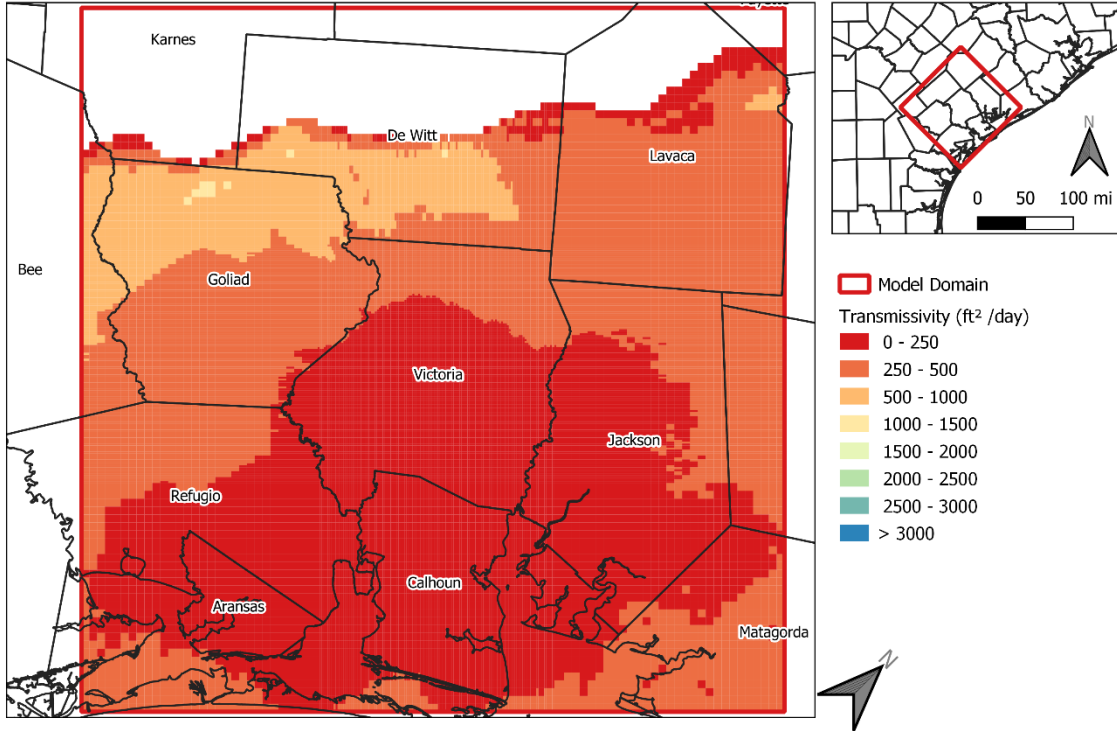 Karnes
De Witt
Lavaca
Bee
Goliad
Victoria
Jackson
Refugio
Calhoun
Aransas
Matagorda
N
0 50 100 mi
Model Domain
Transmissivity (ft² /day)
0 - 250
250 - 500
500 - 1000
1000 - 1500
1500 - 2000
2000 - 2500
2500 - 3000
> 3000
N